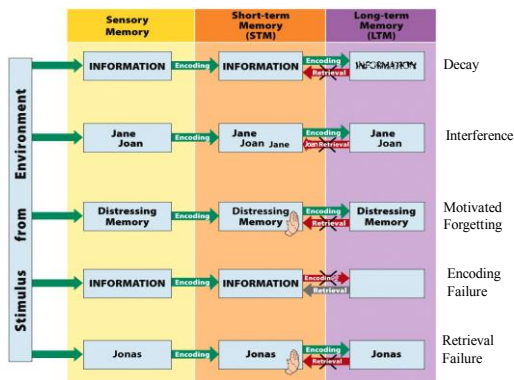 Sensory
Memory
Short-term
Memory
(STM)
Long-term
Memory
(LTM)
Stimulus from Environment
INFORMATION
Encoding
INFORMATION
Encoding
Retrieval
INFORMATION
Decay
Jane
Joan
Encoding
Jane
Joan Jane
Encoding
Joan Retrieval
Jane
Joan
Interference
Distressing
Memory
Encoding
Distressing
Memory
Encoding
Retrieval
Distressing
Memory
Motivated
Forgetting
INFORMATION
Encoding
INFORMATION
Encoding
Retrieval
Encoding
Failure
Jonas
Encoding
Jonas
Encoding
Retrieval
Jonas
Retrieval
Failure